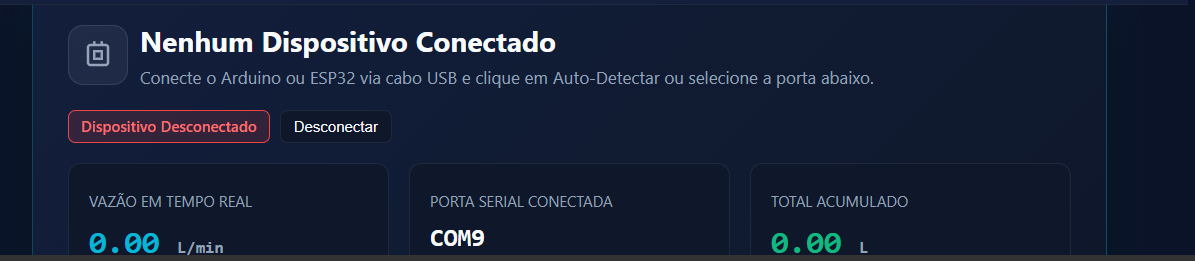 Nenhum Dispositivo Conectado
Conecte o Arduino ou ESP32 via cabo USB e clique em Auto-Detectar ou selecione a porta abaixo.
Dispositivo Desconectado Desconectar
VAZÃO EM TEMPO REAL PORTA SERIAL CONECTADA TOTAL ACUMULADO
0.00 L/min COM9 0.00 L